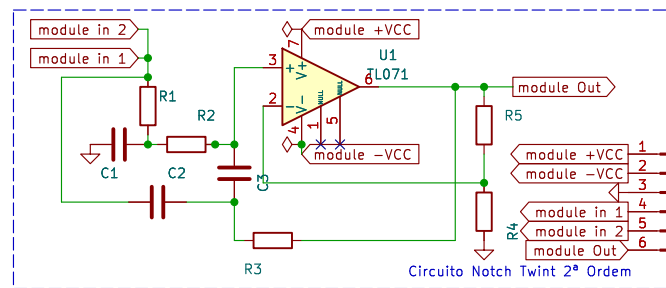 module in 2
module in 1
module +VCC
7
U1
TL071
3
V+
6
NULL
NULL
2
V-
4
1
5
module -VCC
module Out
R1
R2
R5
C1
C2
C3
R3
R4
module +VCC 1
module -VCC 2
3
module in 1 4
module in 2 5
module Out 6
Circuito Notch Twint 2ª Ordem